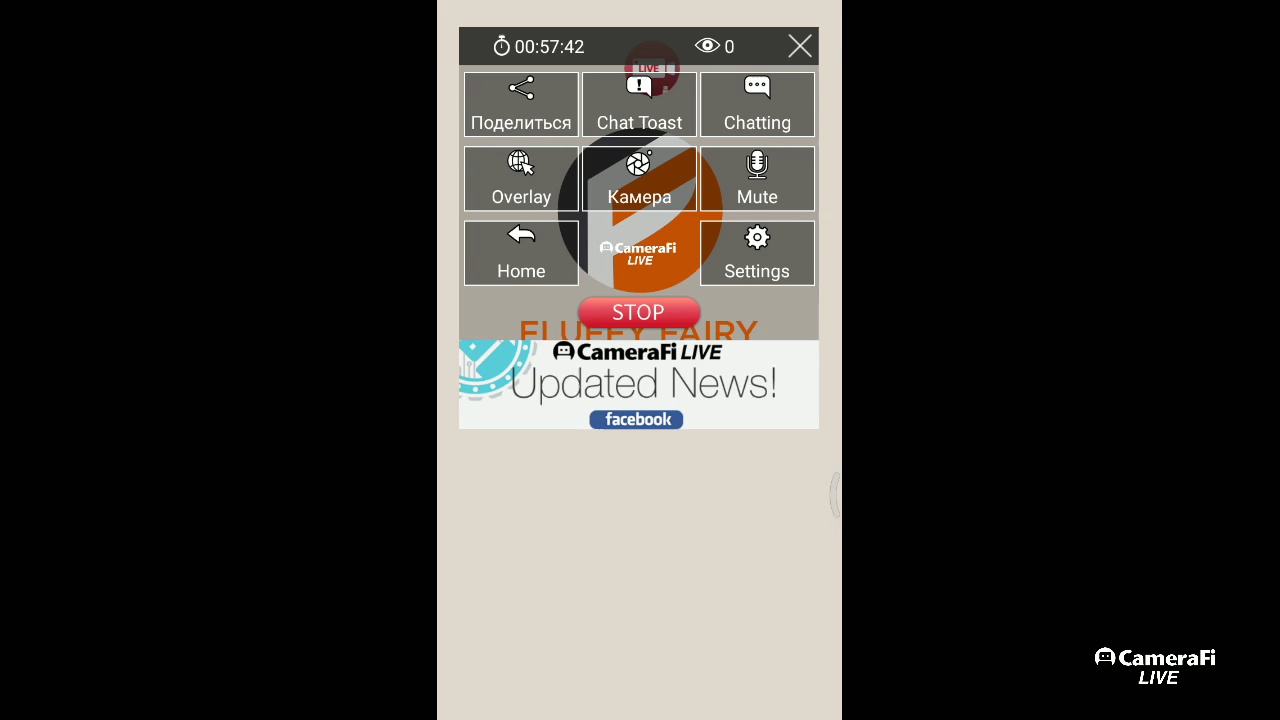 00:57:42
0
LIVE
Поделиться
Chat Toast
Chatting
Overlay
Камера
Mute
CameraFi
LIVE
Home
Settings
STOP
FLUFFY FAIRY
CameraFi LIVE
Updated News!
facebook
CameraFi
LIVE